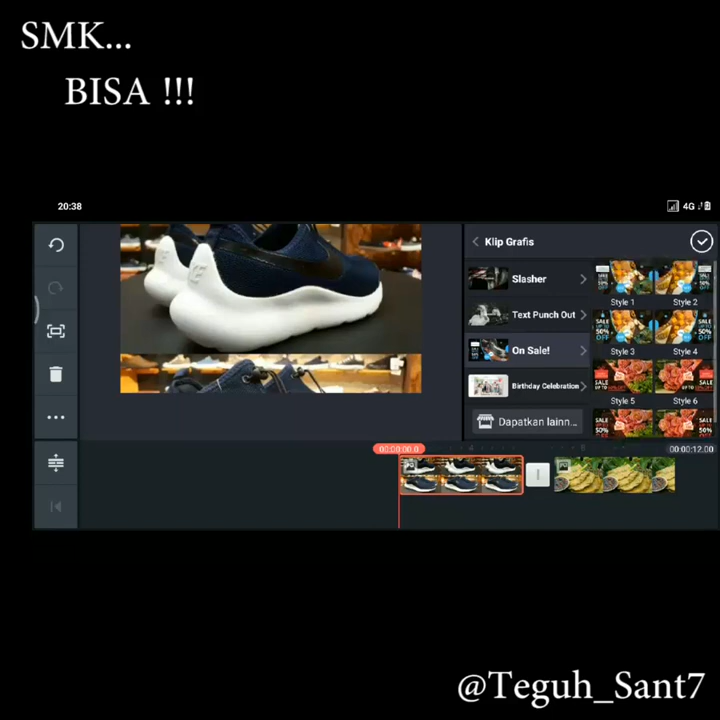 SMK...
BISA !!!
20:38
4G
Klip Grafis
Slasher
Text Punch Out
On Sale!
Birthday Celebration
Dapatkan lainn...
Style 1
Style 2
Style 3
Style 4
Style 5
Style 6
00:00:00.0
4
8
00:00:12.00
@Teguh_Sant7